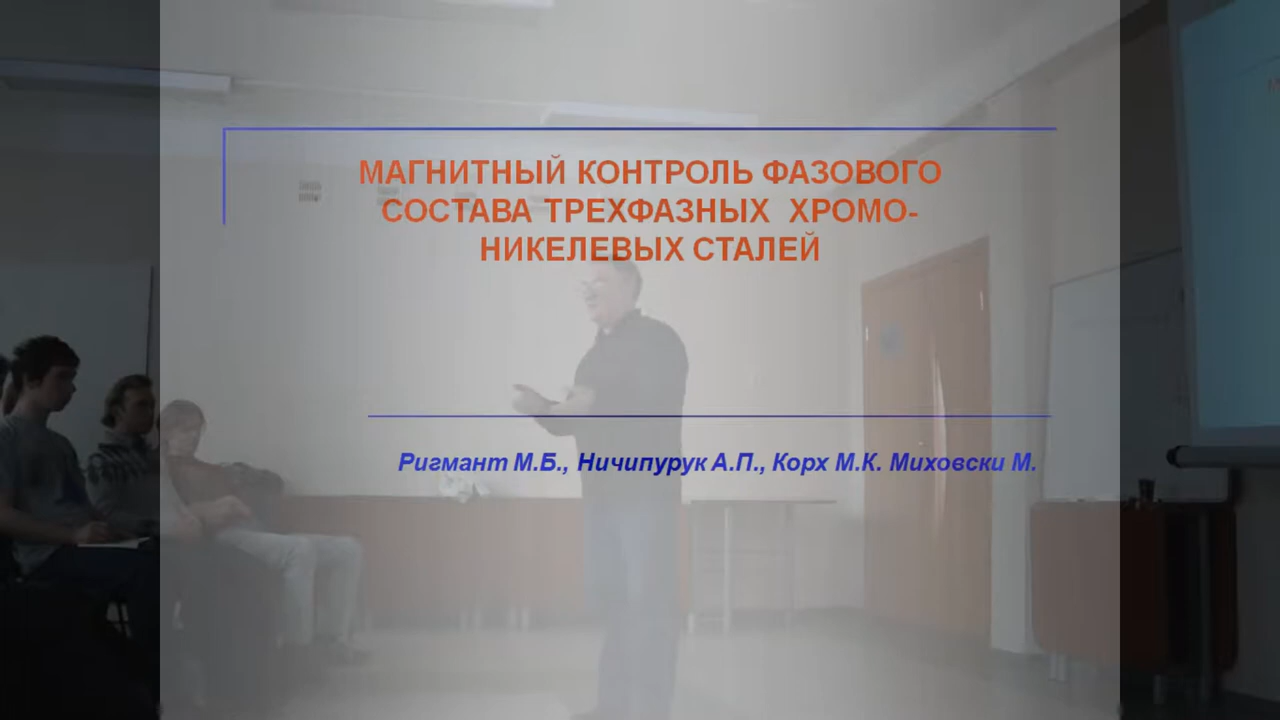 МАГНИТНЫЙ КОНТРОЛЬ ФАЗОВОГО
СОСТАВА ТРЕХФАЗНЫХ ХРОМО-
НИКЕЛЕВЫХ СТАЛЕЙ
Ригмант М.Б., Ничипурук А.П., Корх М.К. Миховски М.